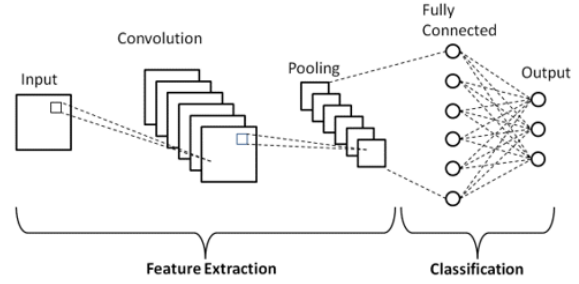 Fully
Connected
Convolution
Pooling
Input
Output
Feature Extraction
Classification